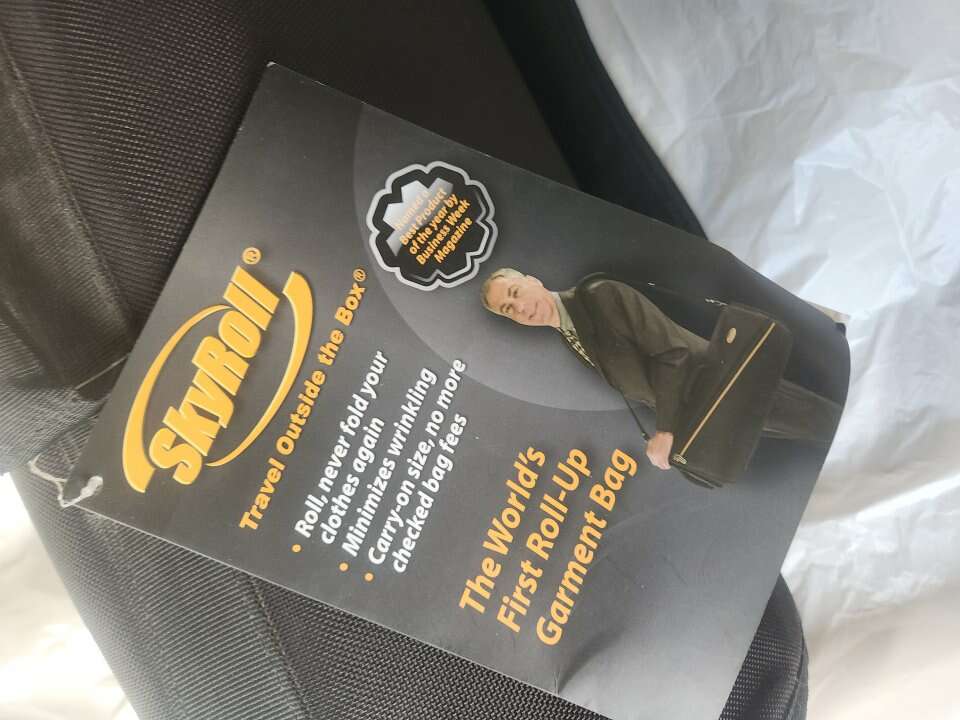 SkyRoll®
Travel Outside the Box®
• Roll, never fold your
clothes again
• Minimizes wrinkling
• Carry-on size, no more
checked bag fees
Named a
Best Product
of the year by
Business Week
Magazine
The World's
First Roll-Up
Garment Bag